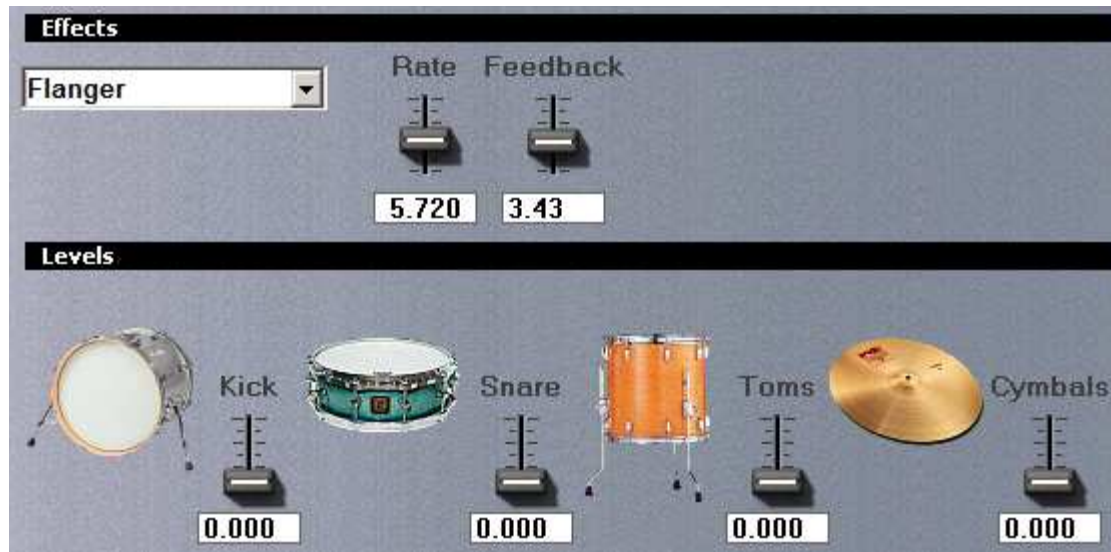 Effects
Flanger
Rate Feedback
5.720 3.43
Levels
Kick Snare Toms Cymbals
0.000 0.000 0.000 0.000